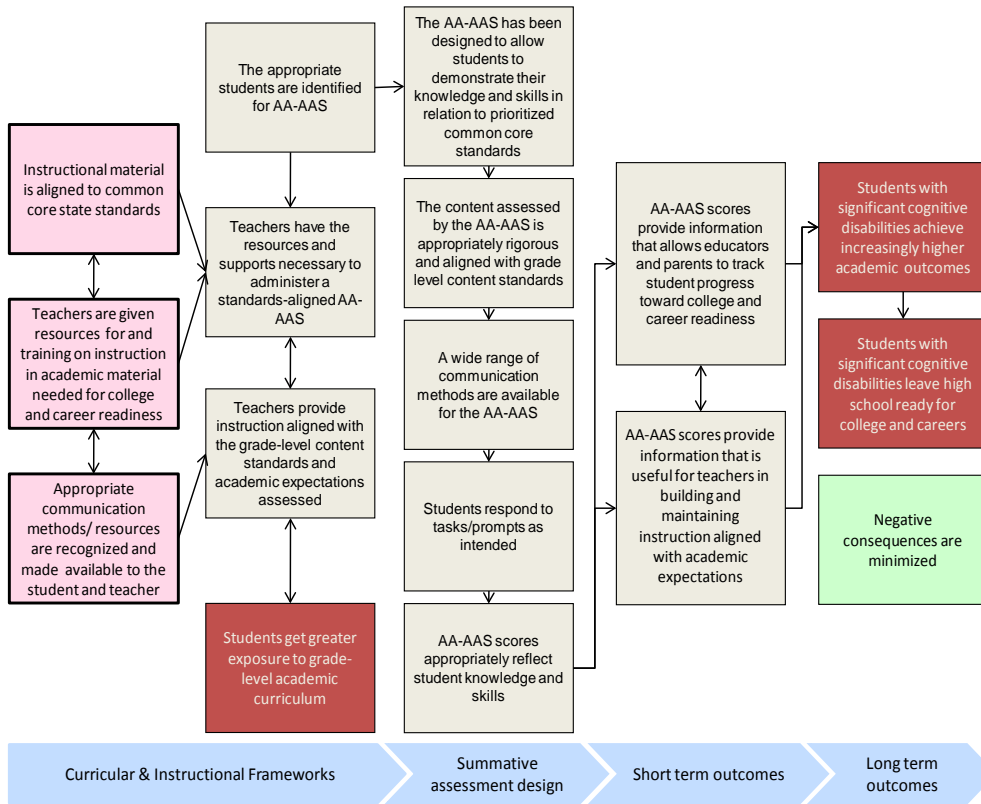 Instructional material
is aligned to common
core state standards
Teachers are given
resources for and
training on instruction
in academic material
needed for college
and career readiness
Appropriate
communication
methods/ resources
are recognized and
made available to the
student and teacher
The appropriate
students are identified
for AA-AAS
Teachers have the
resources and
supports necessary to
administer a
standards-aligned AA-
AAS
Teachers provide
instruction aligned with
the grade-level content
standards and
academic expectations
assessed
Students get greater
exposure to grade-
level academic
curriculum
The AA-AAS has been
designed to allow
students to
demonstrate their
knowledge and skills in
relation to prioritized
common core
standards
The content
assessed by the
AA-AAS is
appropriately rigorous
and aligned with grade
level content standards
A wide range of
communication
methods are available
for the AA-AAS
Students respond to
tasks/prompts as
intended
AA-AAS scores
appropriately reflect
student knowledge and
skills
AA-AAS scores
provide information
that allows educators
and parents to track
student progress
toward college and
career readiness
AA-AAS scores provide
information that is
useful for teachers in
building and
maintaining
instruction aligned
with academic
expectations
Students with
significant cognitive
disabilities achieve
increasingly higher
academic outcomes
Students with
significant cognitive
disabilities leave high
school ready for
college and careers
Negative
consequences are
minimized
Curricular & Instructional Frameworks
Summative
assessment design
Short term outcomes
Long term
outcomes